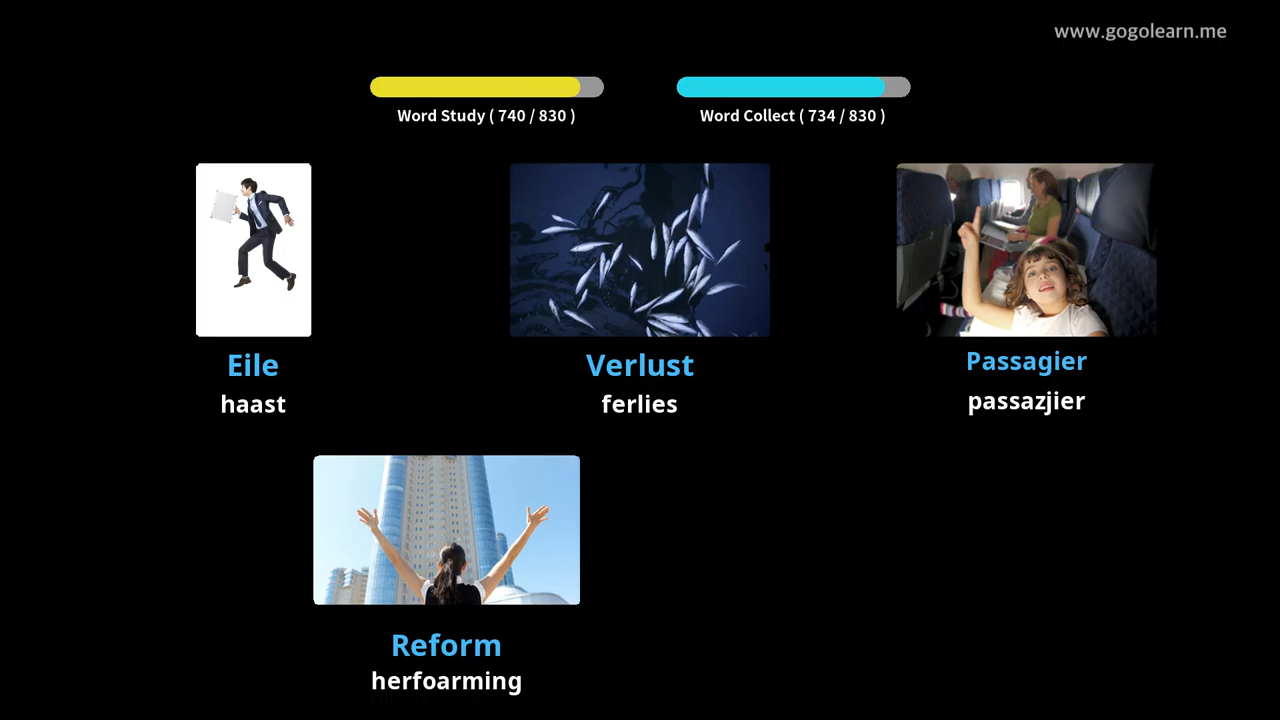 www.gogolearn.me
Word Study ( 740 / 830 )
Word Collect ( 734 / 830 )
Eile
haast
Verlust
ferlies
Passagier
passazjier
Reform
herfoarming